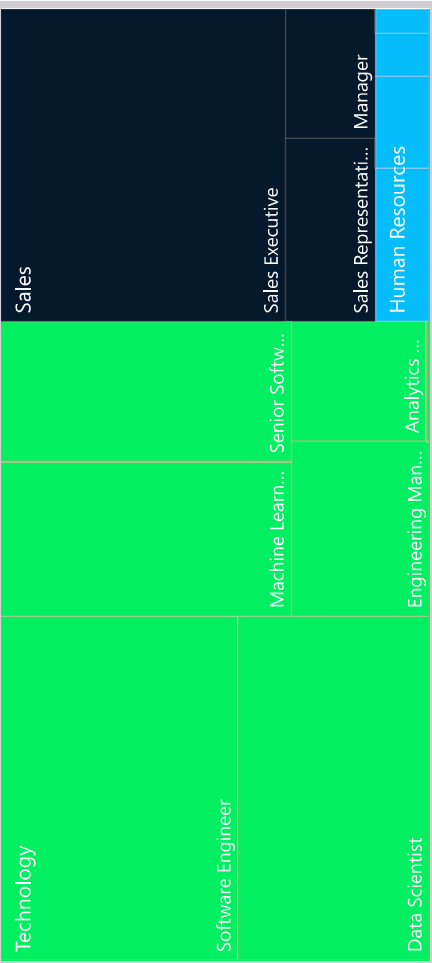 Technology
Software Engineer
Data Scientist
Machine Learn...
Engineering Man...
Senior Softw...
Analytics ...
Sales
Sales Executive
Sales Representati...
Manager
Human Resources